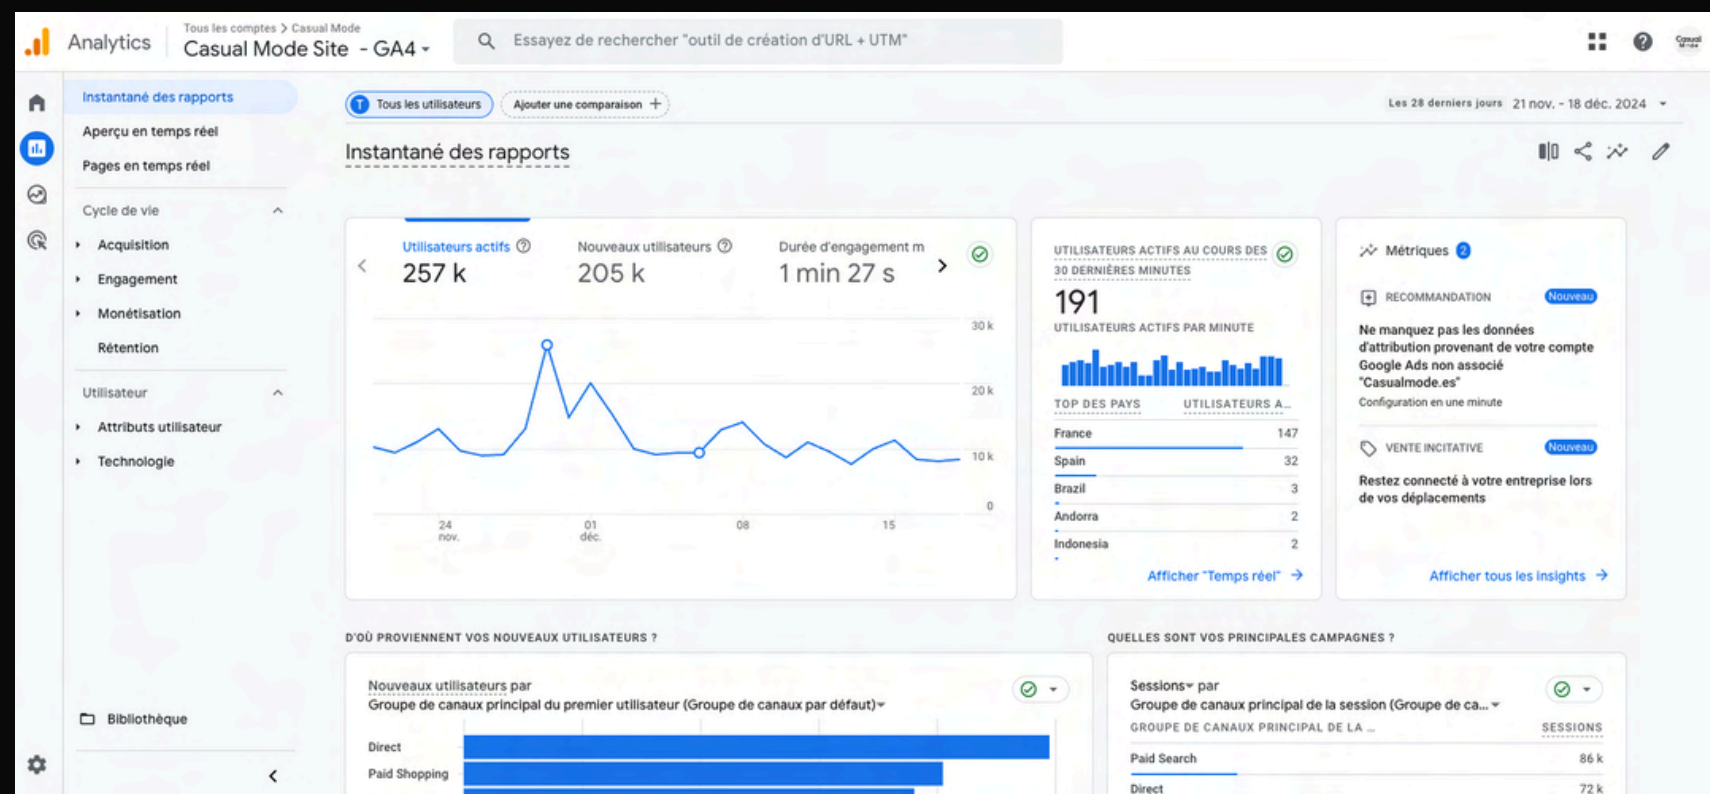 Analytics
Tous les comptes > Casual Mode
Casual Mode Site - GA4
Essayez de rechercher "outil de création d'URL + UTM"
Casual
Mode
Instantané des rapports
Aperçu en temps réel
Pages en temps réel
Cycle de vie
Acquisition
Engagement
Monétisation
Rétention
Utilisateur
Attributs utilisateur
Technologie
Bibliothèque
T Tous les utilisateurs
Ajouter une comparaison +
Les 28 derniers jours 21 nov. - 18 déc. 2024
Instantané des rapports
Utilisateurs actifs
257 k
Nouveaux utilisateurs
205 k
Durée d'engagement m
1 min 27 s
30 k
20 k
10 k
0
24
nov.
01
déc.
08
15
UTILISATEURS ACTIFS AU COURS DES
30 DERNIÈRES MINUTES
191
UTILISATEURS ACTIFS PAR MINUTE
TOP DES PAYS UTILISATEURS A...
France 147
Spain 32
Brazil 3
Andorra 2
Indonesia 2
Afficher "Temps réel"
Métriques 2
RECOMMANDATION Nouveau
Ne manquez pas les données
d'attribution provenant de votre compte
Google Ads non associé
"Casualmode.es"
Configuration en une minute
VENTE INCITATIVE Nouveau
Restez connecté à votre entreprise lors
de vos déplacements
Afficher tous les insights
D'OÙ PROVIENNENT VOS NOUVEAUX UTILISATEURS ?
Nouveaux utilisateurs par
Groupe de canaux principal du premier utilisateur (Groupe de canaux par défaut)
Direct
Paid Shopping
QUELLES SONT VOS PRINCIPALES CAMPAGNES ?
Sessions par
Groupe de canaux principal de la session (Groupe de ca...
GROUPE DE CANAUX PRINCIPAL DE LA ... SESSIONS
Paid Search 86 k
Direct 72 k